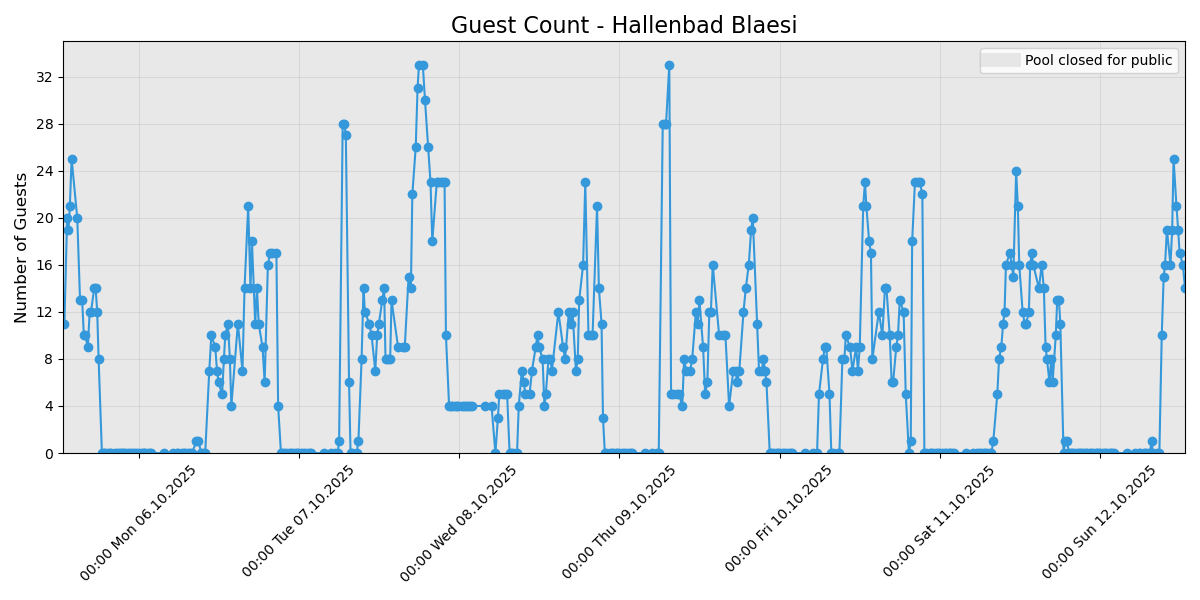 Guest Count - Hallenbad Blaesi
Pool closed for public
Number of Guests
32
28
24
20
16
12
8
4
0
00:00 Mon 06.10.2025
00:00 Tue 07.10.2025
00:00 Wed 08.10.2025
00:00 Thu 09.10.2025
00:00 Fri 10.10.2025
00:00 Sat 11.10.2025
00:00 Sun 12.10.2025